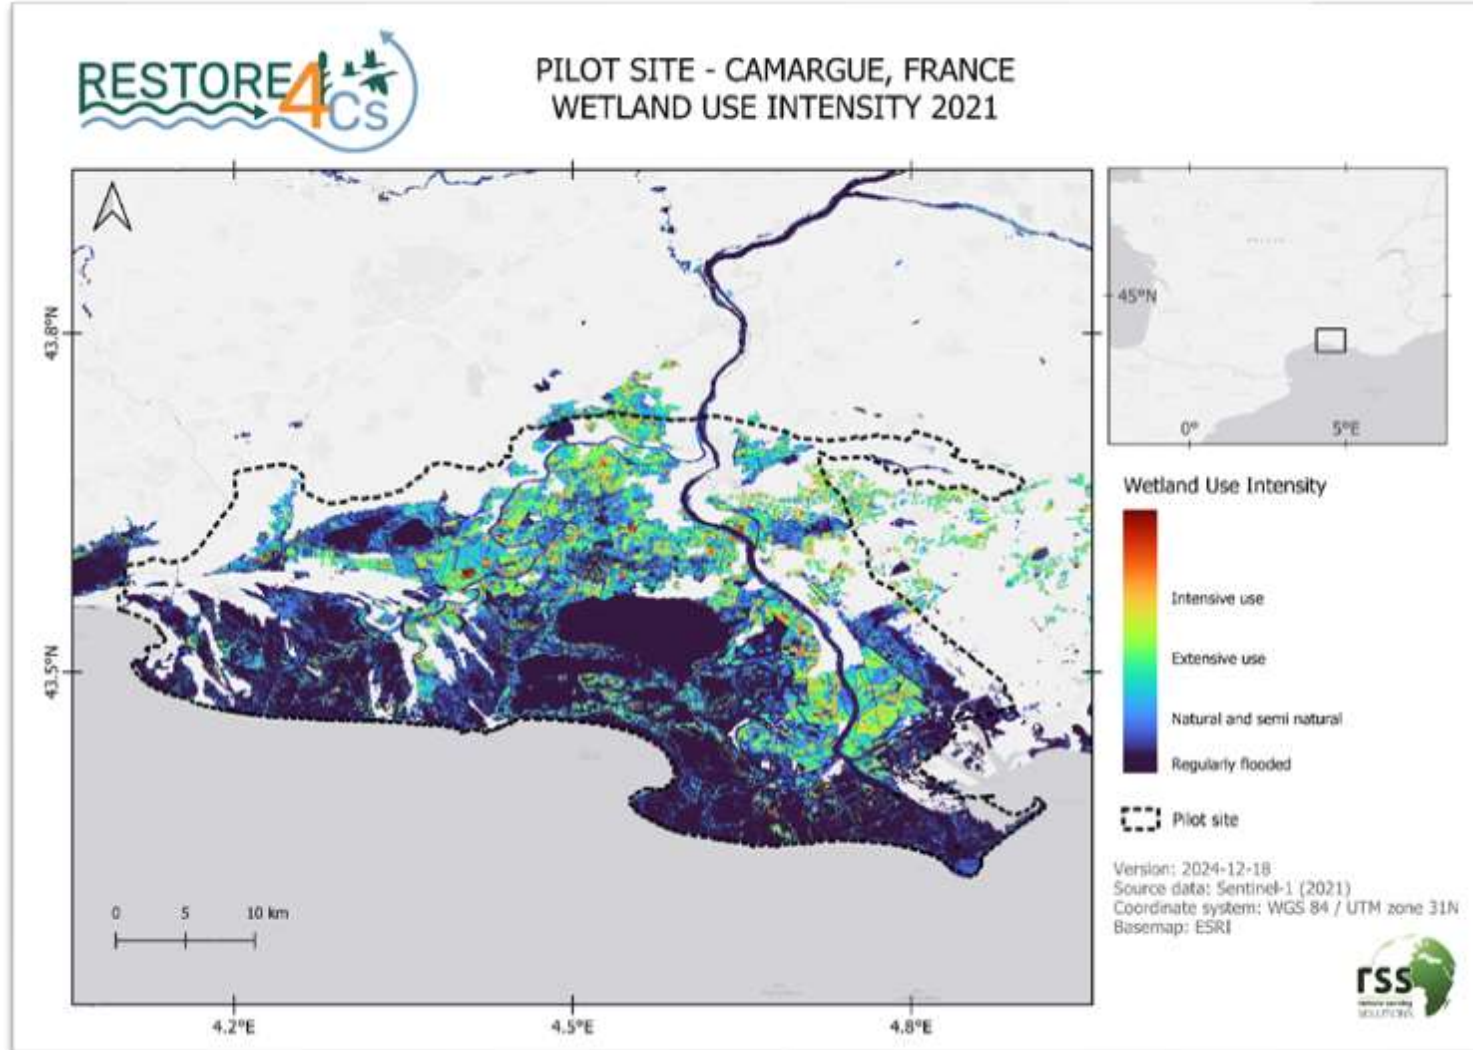 RESTORE4Cs
PILOT SITE - CAMARGUE, FRANCE
WETLAND USE INTENSITY 2021
43.8°N
43.5°N
4.2°E
4.5°E
4.8°E
0 5 10 km
45°N
0°
5°E
Wetland Use Intensity
Intensive use
Extensive use
Natural and semi natural
Regularly flooded
Pilot site
Version: 2024-12-18
Source data: Sentinel-1 (2021)
Coordinate system: WGS 84 / UTM zone 31N
Basemap: ESRI
rss
remote sensing
SOLUTIONS